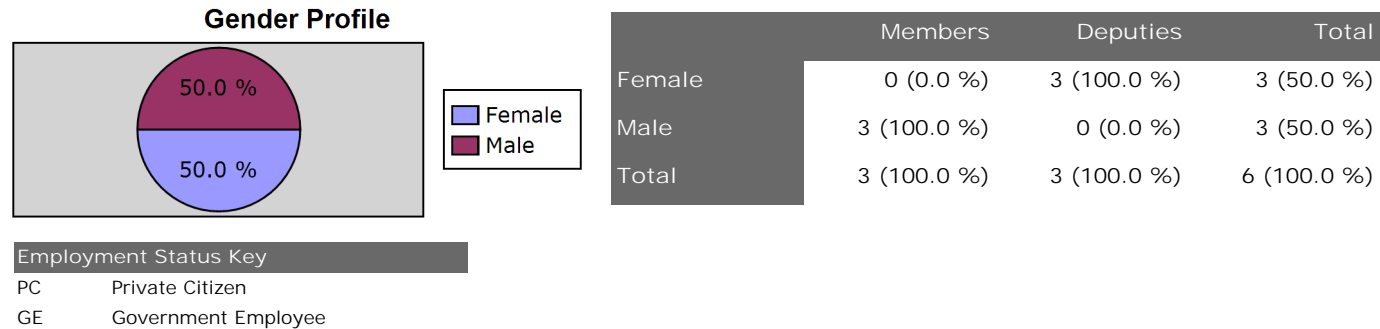 Gender Profile
50.0 %
50.0 %
Female
Male
Members Deputies Total
Female 0 (0.0 %) 3 (100.0 %) 3 (50.0 %)
Male 3 (100.0 %) 0 (0.0 %) 3 (50.0 %)
Total 3 (100.0 %) 3 (100.0 %) 6 (100.0 %)
Employment Status Key
PC Private Citizen
GE Government Employee